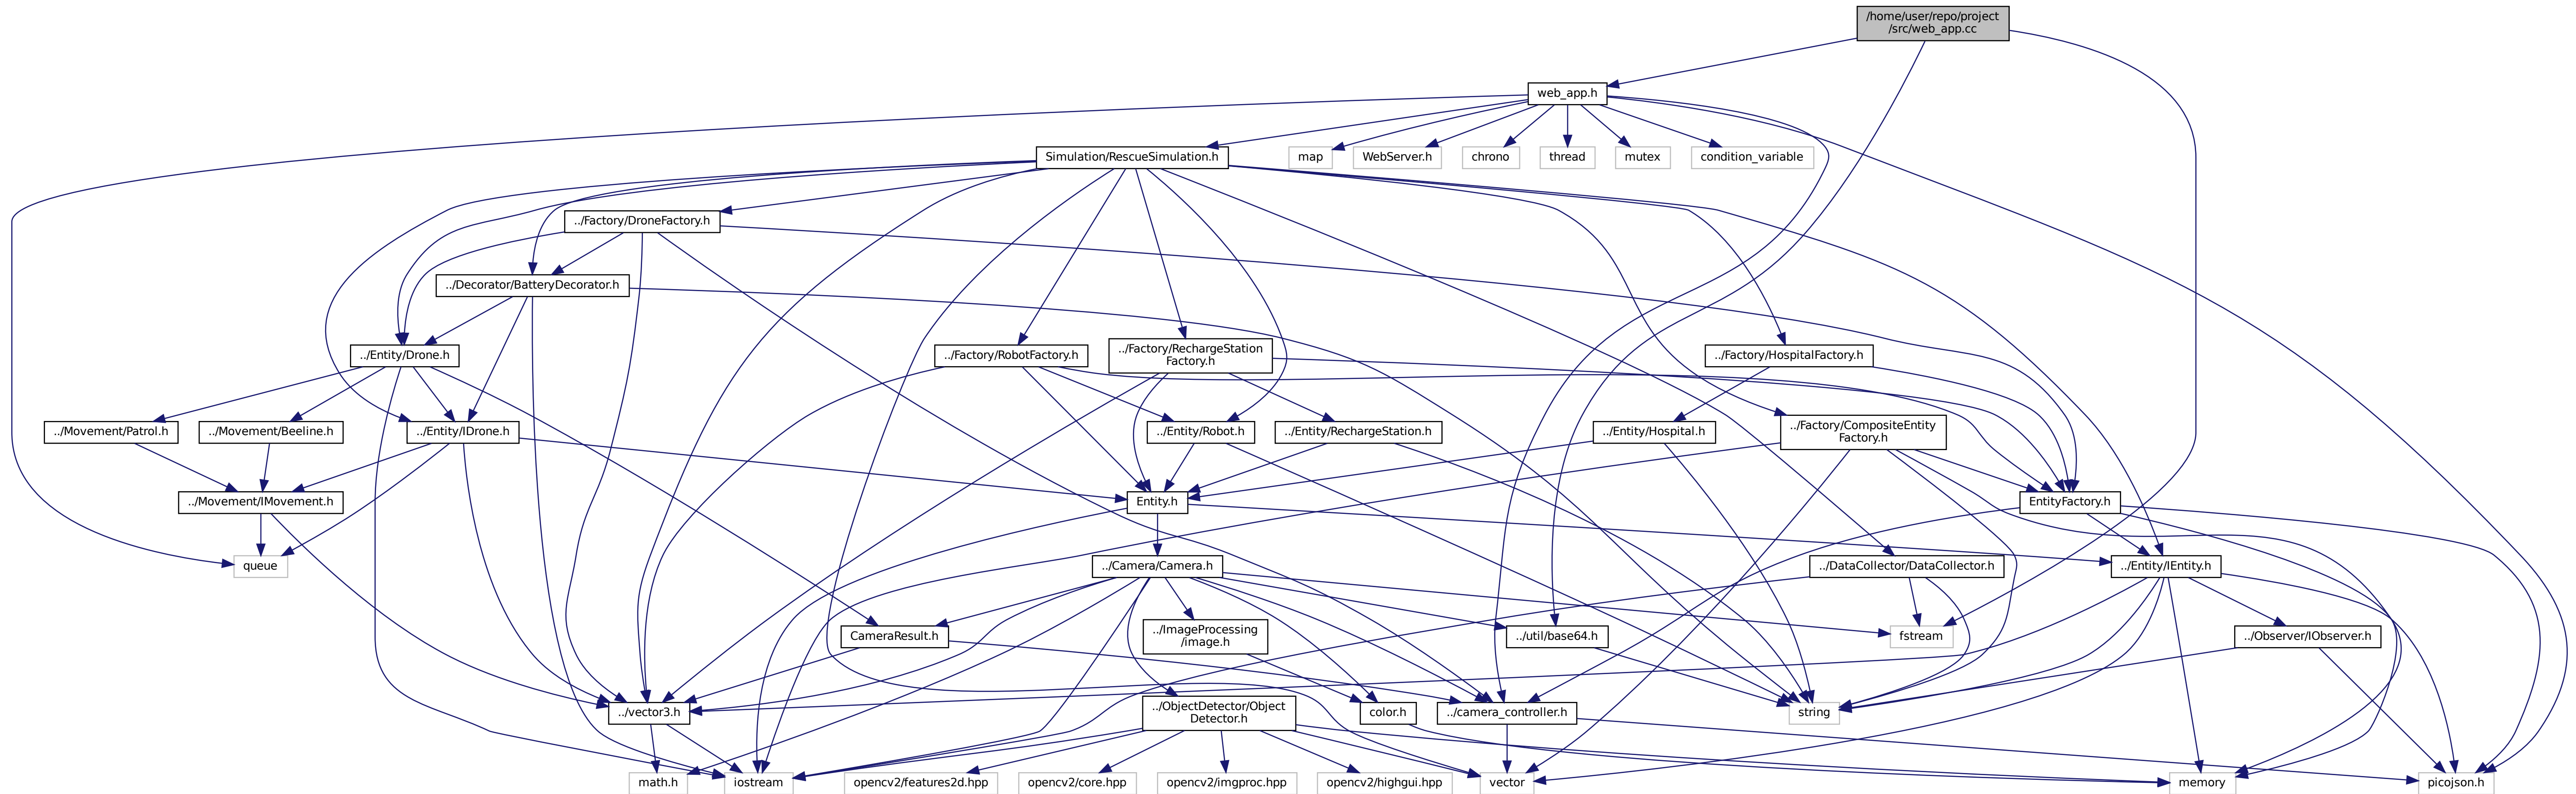 /home/user/repo/project
/src/web_app.cc
web_app.h
Simulation/RescueSimulation.h
map
WebServer.h
chrono
thread
mutex
condition_variable
../Factory/DroneFactory.h
../Decorator/BatteryDecorator.h
../Entity/Drone.h
../Factory/RobotFactory.h
../Factory/RechargeStation
Factory.h
../Factory/HospitalFactory.h
../Movement/Patrol.h
../Movement/Beeline.h
../Entity/IDrone.h
../Entity/Robot.h
../Entity/RechargeStation.h
../Entity/Hospital.h
../Factory/CompositeEntity
Factory.h
../Movement/IMovement.h
Entity.h
EntityFactory.h
queue
../Camera/Camera.h
../DataCollector/DataCollector.h
../Entity/IEntity.h
CameraResult.h
../ImageProcessing
/image.h
../util/base64.h
fstream
../Observer/IObserver.h
../vector3.h
../ObjectDetector/Object
Detector.h
color.h
../camera_controller.h
string
math.h
iostream
opencv2/features2d.hpp
opencv2/core.hpp
opencv2/imgproc.hpp
opencv2/highgui.hpp
vector
memory
picojson.h